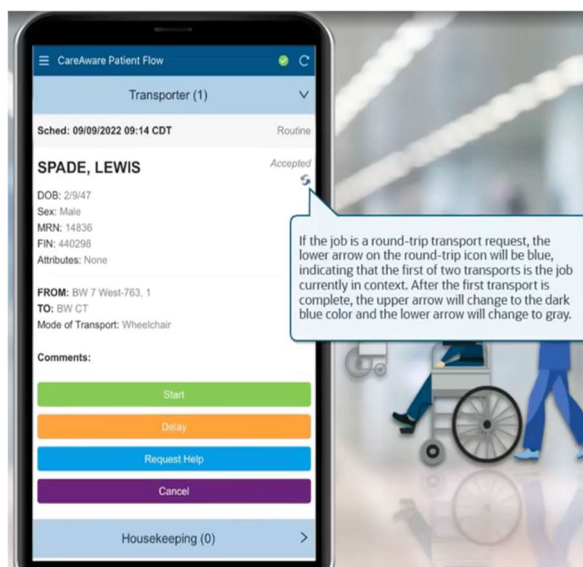 CareAware Patient Flow
Transporter (1)
Sched: 09/09/2022 09:14 CDT
Routine
SPADE, LEWIS
Accepted
DOB: 2/9/47
Sex: Male
MRN: 14836
FIN: 440298
Attributes: None
FROM: BW 7 West-763, 1
TO: BW CT
Mode of Transport: Wheelchair
Comments:
Start
Delay
Request Help
Cancel
Housekeeping (0)
If the job is a round-trip transport request, the
lower arrow on the round-trip icon will be blue,
indicating that the first of two transports is the job
currently in context. After the first transport is
complete, the upper arrow will change to the dark
blue color and the lower arrow will change to gray.